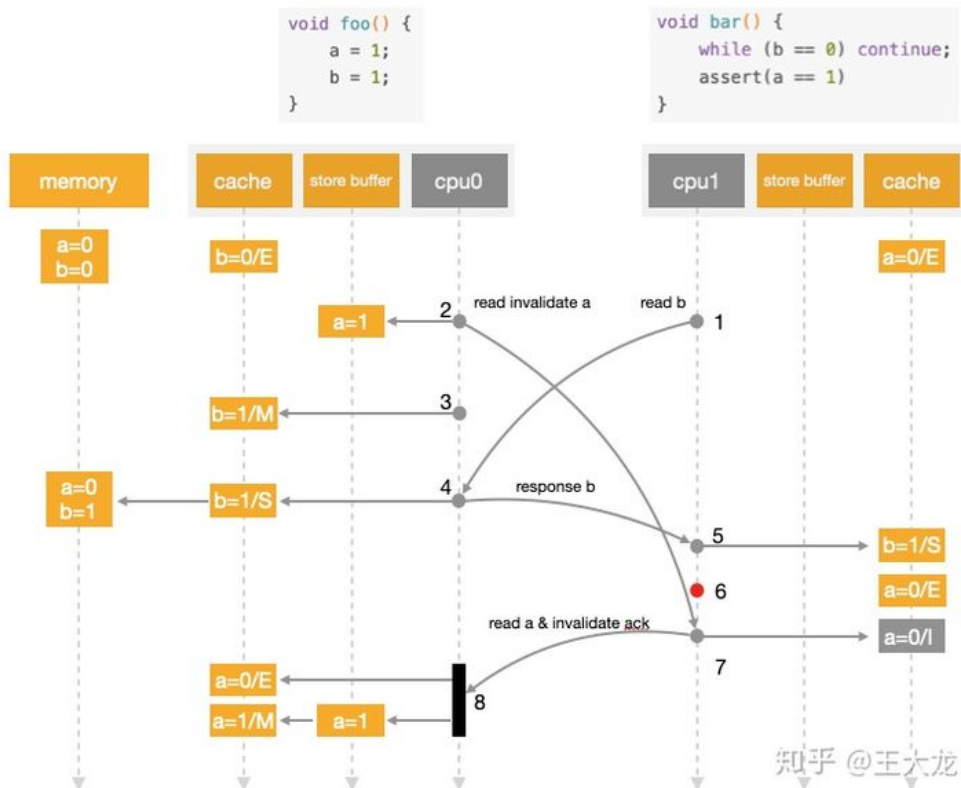 void foo() {
a = 1;
b = 1;
}
void bar() {
while (b == 0) continue;
assert(a == 1)
}
memory
cache
store buffer
cpu0
cpu1
store buffer
cache
a=0
b=0
b=0/E
a=0/E
read invalidate a
read b
a=1
2
1
b=1/M
3
a=0
b=1
b=1/S
4
response b
5
b=1/S
6
a=0/E
read a & invalidate ack
a=0/I
7
a=0/E
8
a=1/M
a=1
知乎 @王大龙